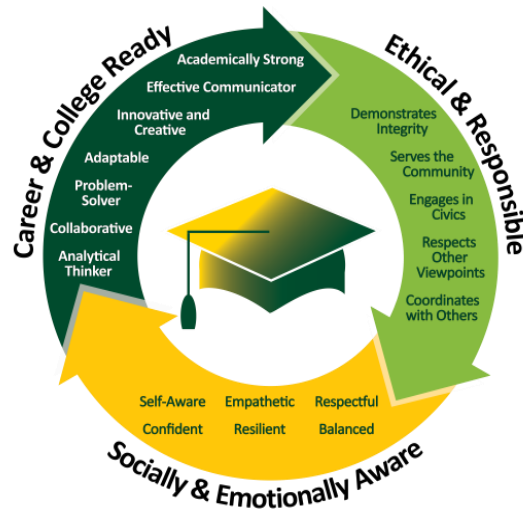 Career & College Ready
Academically Strong
Effective Communicator
Innovative and
Creative
Adaptable
Problem-
Solver
Collaborative
Analytical
Thinker
Ethical & Responsible
Demonstrates
Integrity
Serves the
Community
Engages in
Civics
Respects
Other
Viewpoints
Coordinates
with Others
Self-Aware Empathetic Respectful
Confident Resilient Balanced
Socially & Emotionally Aware